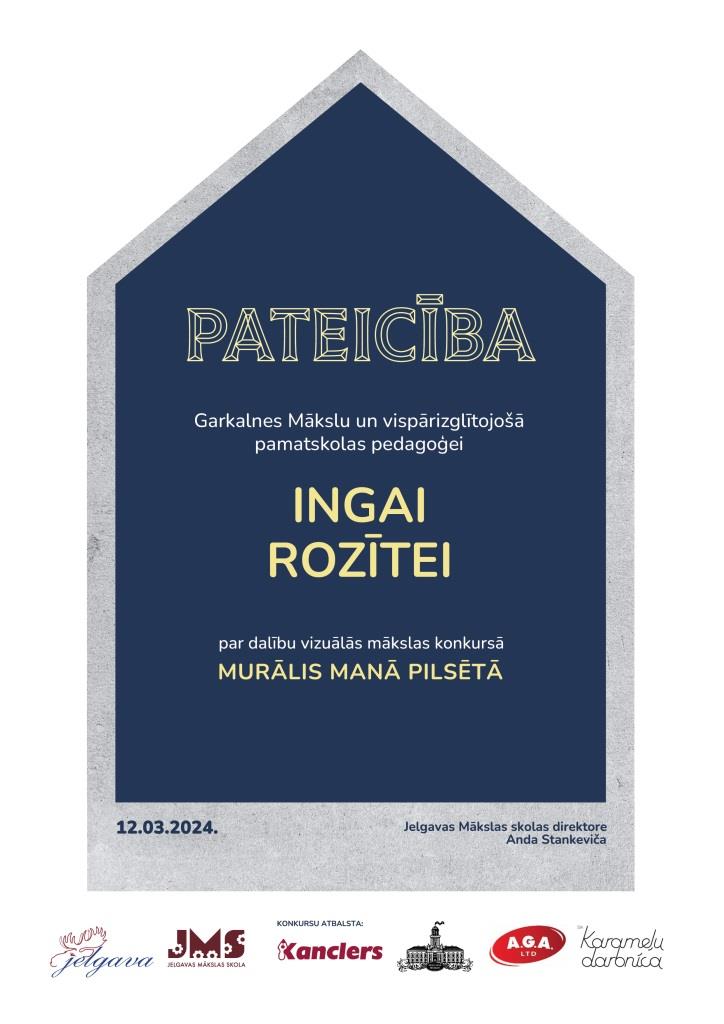 PATEICĪBA
Garkalnes Mākslu un vispārizglītojošā
pamatskolas pedagoģei
INGAI
ROZĪTEI
par dalību vizuālās mākslas konkursā
MURĀLIS MANĀ PILSĒTĀ
12.03.2024.
Jelgavas Mākslas skolas direktore
Anda Stankeviča
KONKURSU ATBALSTA:
jelgava
JMS
JELGAVAS MĀKSLAS SKOLA
Kanclers
A.G.A.
LTD
SIA
Karameļu
darbnīca